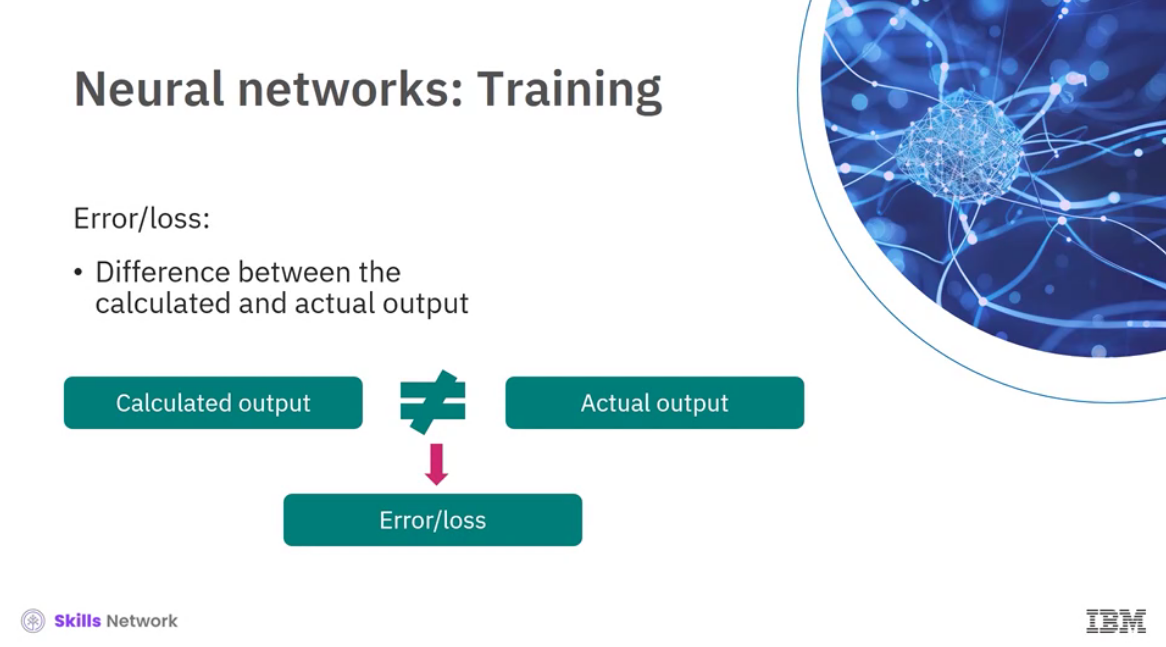 Neural networks: Training
Error/loss:
• Difference between the
calculated and actual output
Calculated output ≠ Actual output
Error/loss
Skills Network
IBM